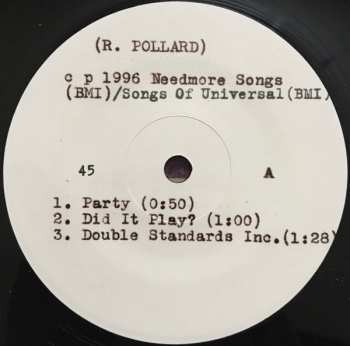 (R. POLLARD)
c p 1996 Needmore Songs
(BMI)/Songs Of Universal(BMI)
45 A
1. Party (0:50)
2. Did It Play? (1:00)
3. Double Standards Inc.(1:28)